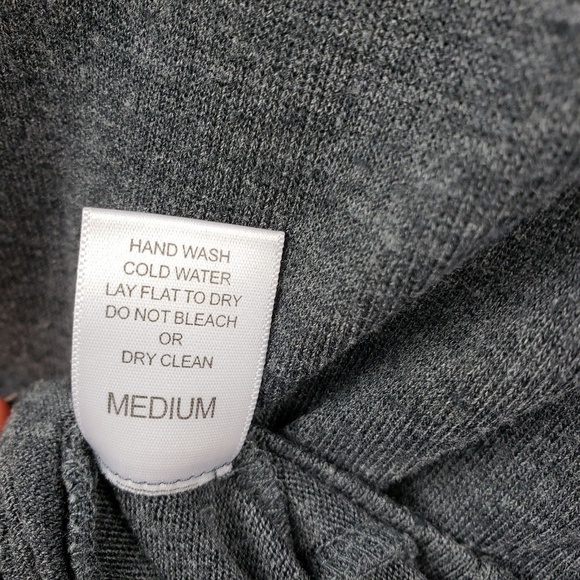 HAND WASH
COLD WATER
LAY FLAT TO DRY
DO NOT BLEACH
OR
DRY CLEAN
MEDIUM